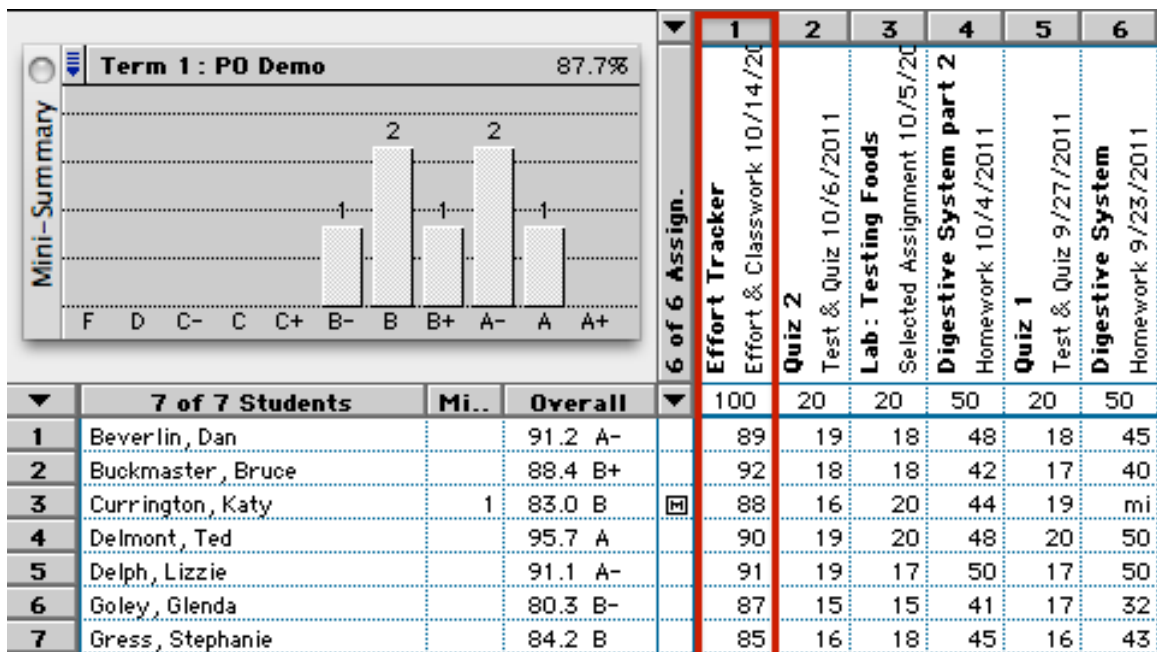 Mini-Summary
Term 1 : PO Demo 87.7%
1 2 1 2 1
F D C- C C+ B- B B+ A- A A+
6 of 6 Assign.
1 2 3 4 5 6
Effort Tracker
Effort & Classwork 10/14/20
Quiz 2
Test & Quiz 10/6/2011
Lab : Testing Foods
Selected Assignment 10/5/20
Digestive System part 2
Homework 10/4/2011
Quiz 1
Test & Quiz 9/27/2011
Digestive System
Homework 9/23/2011
7 of 7 Students Mi.. Overall 100 20 20 50 20 50
1 Beverlin, Dan 91.2 A- 89 19 18 48 18 45
2 Buckmaster, Bruce 88.4 B+ 92 18 18 42 17 40
3 Currington, Katy 1 83.0 B M 88 16 20 44 19 mi
4 Delmont, Ted 95.7 A 90 19 20 48 20 50
5 Delph, Lizzie 91.1 A- 91 19 17 50 17 50
6 Goley, Glenda 80.3 B- 87 15 15 41 17 32
7 Gress, Stephanie 84.2 B 85 16 18 45 16 43